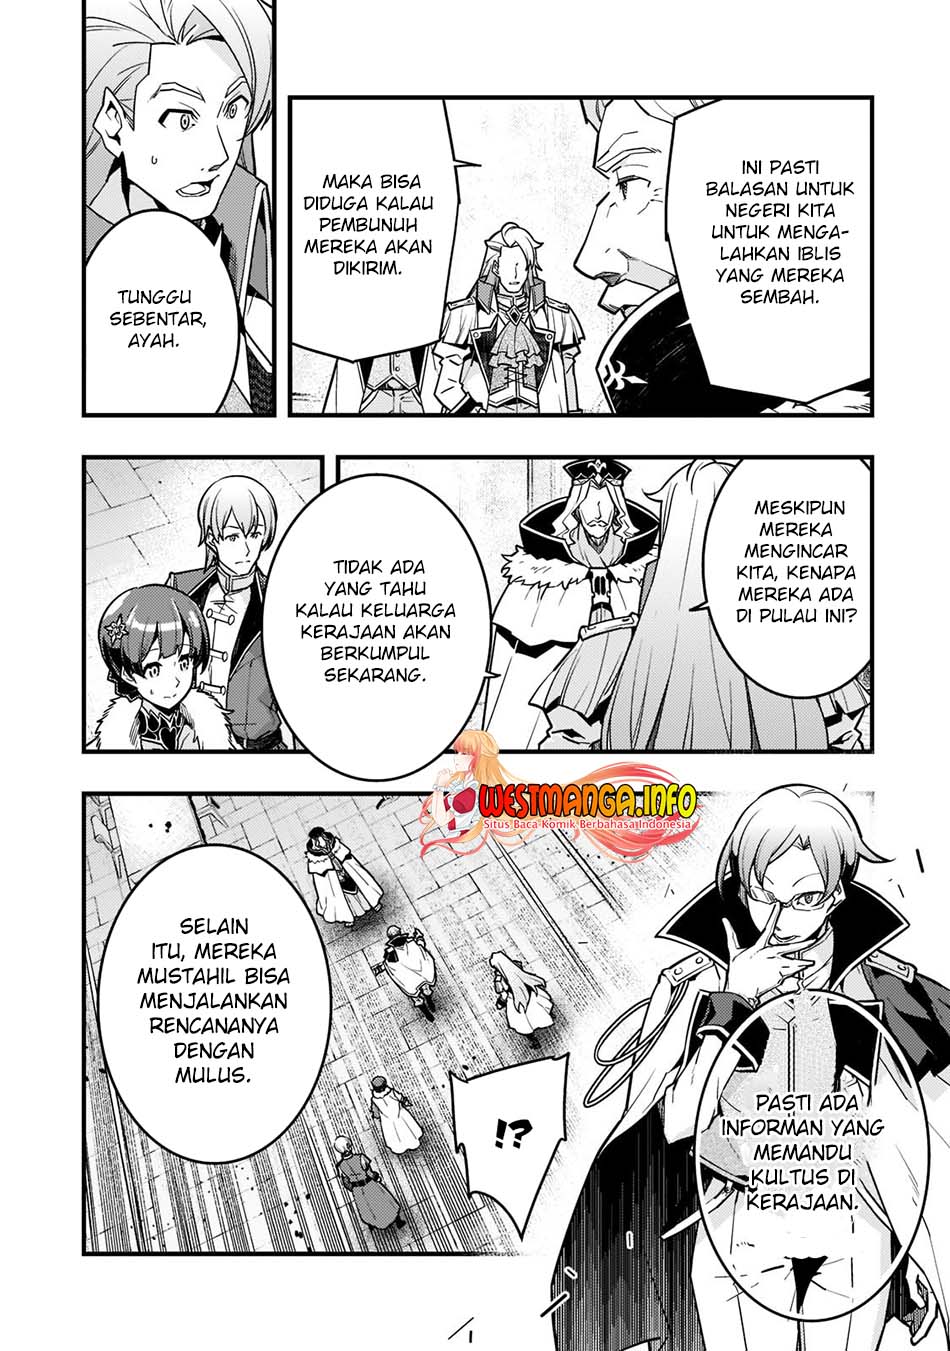 INI PASTI
BALASAN UNTUK
NEGERI KITA
UNTUK MENGA-
LAHKAN IBLIS
YANG MEREKA
SEMBAH.
MAKA BISA
DIDUGA KALAU
PEMBUNUH
MEREKA AKAN
DIKIRIM.
TUNGGU
SEBENTAR,
AYAH.
MESKIPUN
MEREKA
MENGINCAR
KITA, KENAPA
MEREKA ADA
DI PULAU INI?
TIDAK ADA
YANG TAHU
KALAU KELUARGA
KERAJAAN AKAN
BERKUMPUL
SEKARANG.
WESTMANGA.INFO
Situs Baca Komik Berbahasa Indonesia
PASTI ADA
INFORMAN YANG
MEMANDU
KULTUS DI
KERAJAAN.
!?
SELAIN
ITU, MEREKA
MUSTAHIL BISA
MENJALANKAN
RENCANANYA
DENGAN
MULUS.